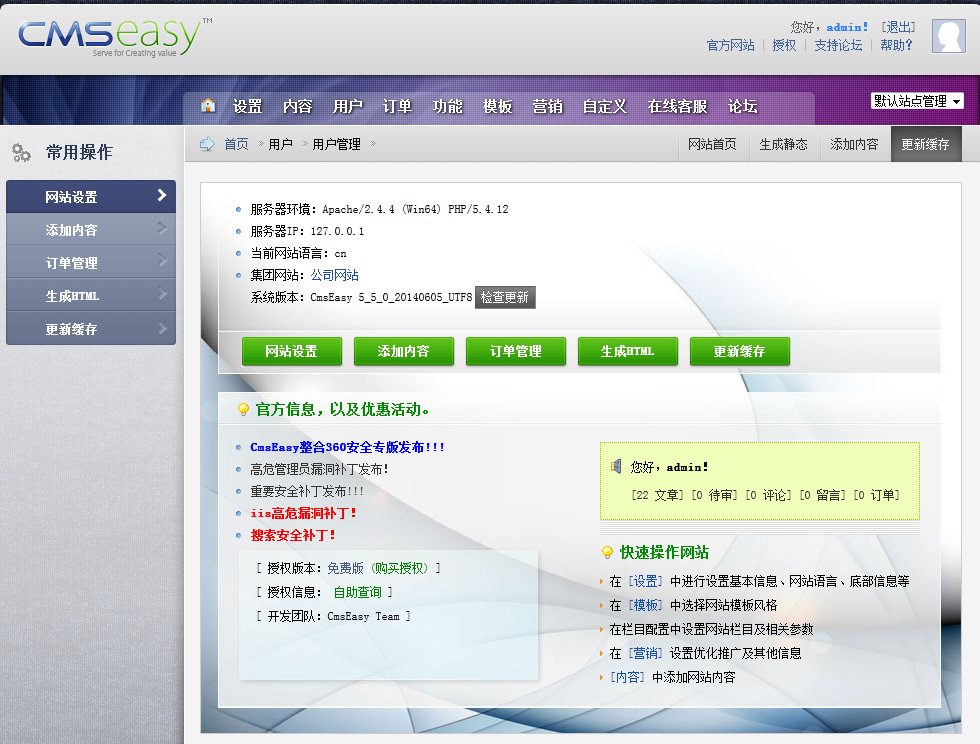 CMSeasy™
Serve for Creating value
您好，admin! [退出]
官方网站 授权 支持论坛 帮助?
设置 内容 用户 订单 功能 模板 营销 自定义 在线客服 论坛
默认站点管理
常用操作
首页 > 用户 > 用户管理 >
网站首页 生成静态 添加内容 更新缓存
网站设置
添加内容
订单管理
生成HTML
更新缓存
服务器环境：Apache/2.4.4 (Win64) PHP/5.4.12
服务器IP：127.0.0.1
当前网站语言：cn
集团网站：公司网站
系统版本：CmsEasy 5_5_0_20140605_UTF8 检查更新
网站设置 添加内容 订单管理 生成HTML 更新缓存
官方信息，以及优惠活动。
CmsEasy整合360安全专版发布!!!
高危管理员漏洞补丁发布!
重要安全补丁发布!!!
iis高危漏洞补丁!
搜索安全补丁!
[ 授权版本：免费版（购买授权）]
[ 授权信息： 自助查询 ]
[ 开发团队：CmsEasy Team ]
您好，admin!
[22 文章] [0 待审] [0 评论] [0 留言] [0 订单]
快速操作网站
在 [设置] 中进行设置基本信息、网站语言、底部信息等
在 [模板] 中选择网站模板风格
在栏目配置中设置网站栏目及相关参数
在 [营销] 设置优化推广及其他信息
[内容] 中添加网站内容